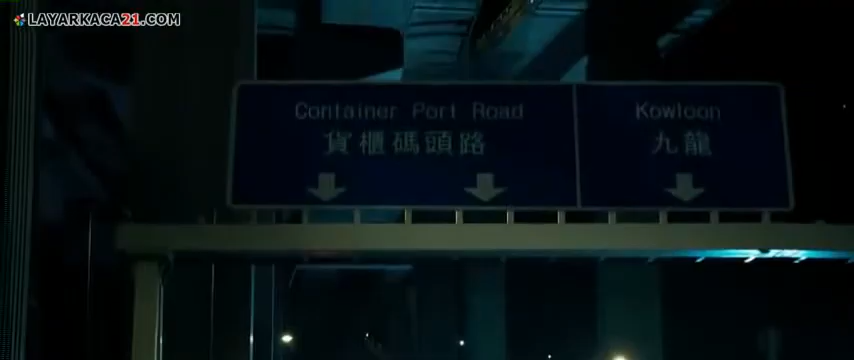 LAYARKACA21.COM
Container Port Road
貨櫃碼頭路
Kowloon
九龍